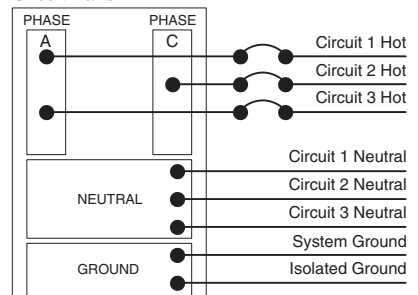 PHASE PHASE
A C
Circuit 1 Hot
Circuit 2 Hot
Circuit 3 Hot
Circuit 1 Neutral
Circuit 2 Neutral
NEUTRAL
Circuit 3 Neutral
System Ground
Isolated Ground
GROUND